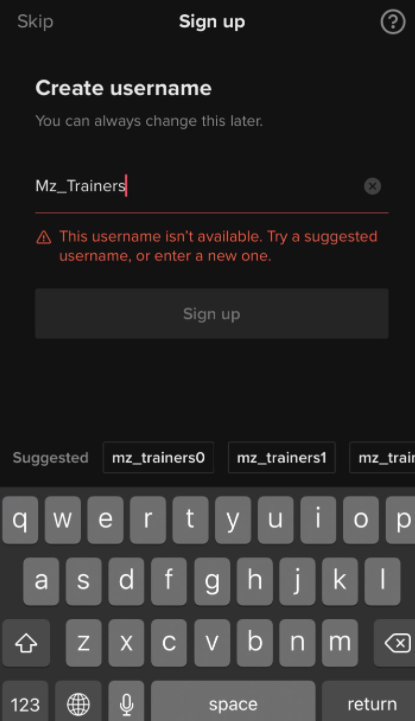 Skip Sign up ?
Create username
You can always change this later.
Mz_Trainers
This username isn't available. Try a suggested
username, or enter a new one.
Sign up
Suggested mz_trainers0 mz_trainers1 mz_trai
q w e r t y u i o p
a s d f g h j k l
z x c v b n m
123 space return